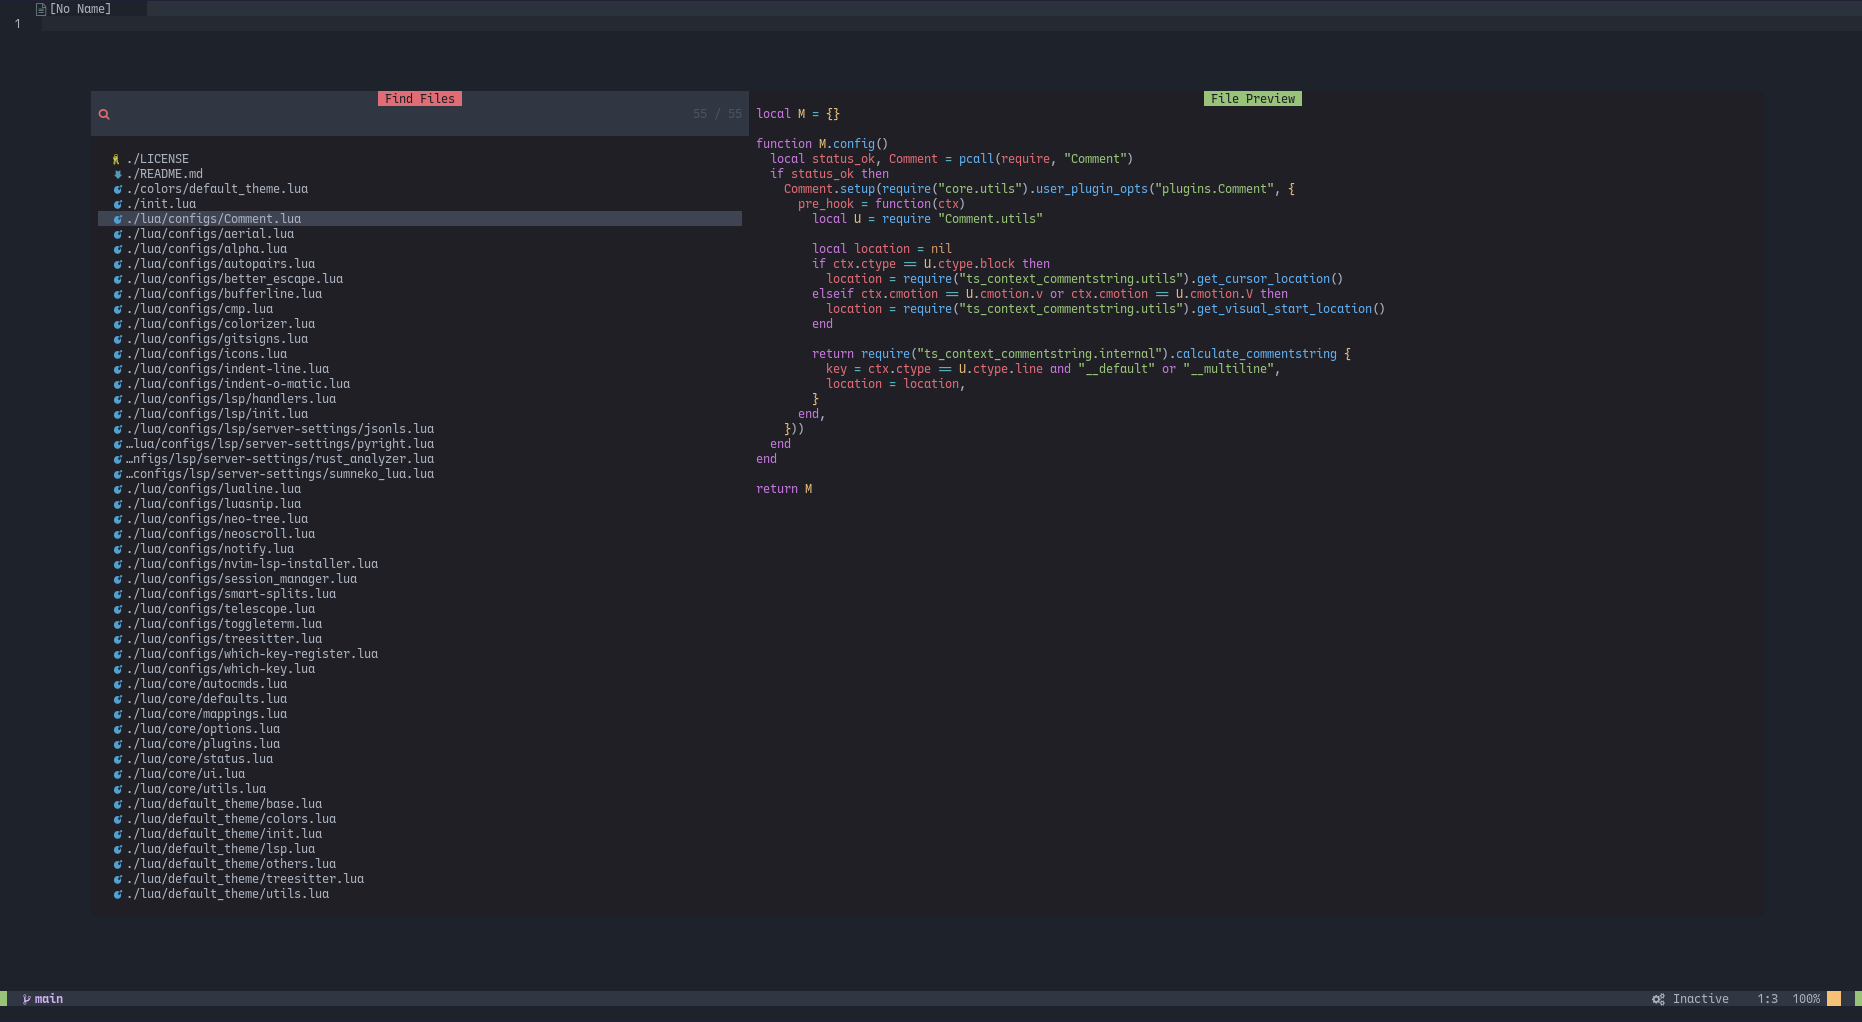 [No Name]
1
Find Files
55 / 55
./LICENSE
./README.md
./colors/default_theme.lua
./init.lua
./lua/configs/Comment.lua
./lua/configs/aerial.lua
./lua/configs/alpha.lua
./lua/configs/autopairs.lua
./lua/configs/better_escape.lua
./lua/configs/bufferline.lua
./lua/configs/cmp.lua
./lua/configs/colorizer.lua
./lua/configs/gitsigns.lua
./lua/configs/icons.lua
./lua/configs/indent-line.lua
./lua/configs/indent-o-matic.lua
./lua/configs/lsp/handlers.lua
./lua/configs/lsp/init.lua
./lua/configs/lsp/server-settings/jsonls.lua
…lua/configs/lsp/server-settings/pyright.lua
…nfigs/lsp/server-settings/rust_analyzer.lua
…configs/lsp/server-settings/sumneko_lua.lua
./lua/configs/lualine.lua
./lua/configs/luasnip.lua
./lua/configs/neo-tree.lua
./lua/configs/neoscroll.lua
./lua/configs/notify.lua
./lua/configs/nvim-lsp-installer.lua
./lua/configs/session_manager.lua
./lua/configs/smart-splits.lua
./lua/configs/telescope.lua
./lua/configs/toggleterm.lua
./lua/configs/treesitter.lua
./lua/configs/which-key-register.lua
./lua/configs/which-key.lua
./lua/core/autocmds.lua
./lua/core/defaults.lua
./lua/core/mappings.lua
./lua/core/options.lua
./lua/core/plugins.lua
./lua/core/status.lua
./lua/core/ui.lua
./lua/core/utils.lua
./lua/default_theme/base.lua
./lua/default_theme/colors.lua
./lua/default_theme/init.lua
./lua/default_theme/lsp.lua
./lua/default_theme/others.lua
./lua/default_theme/treesitter.lua
./lua/default_theme/utils.lua
File Preview
local M = {}
function M.config()
  local status_ok, Comment = pcall(require, "Comment")
  if status_ok then
    Comment.setup(require("core.utils").user_plugin_opts("plugins.Comment", {
      pre_hook = function(ctx)
        local U = require "Comment.utils"
        local location = nil
        if ctx.ctype == U.ctype.block then
          location = require("ts_context_commentstring.utils").get_cursor_location()
        elseif ctx.cmotion == U.cmotion.v or ctx.cmotion == U.cmotion.V then
          location = require("ts_context_commentstring.utils").get_visual_start_location()
        end
        return require("ts_context_commentstring.internal").calculate_commentstring {
          key = ctx.ctype == U.ctype.line and "__default" or "__multiline",
          location = location,
        }
      end,
    }))
  end
end
return M
main
Inactive 1:3 100%